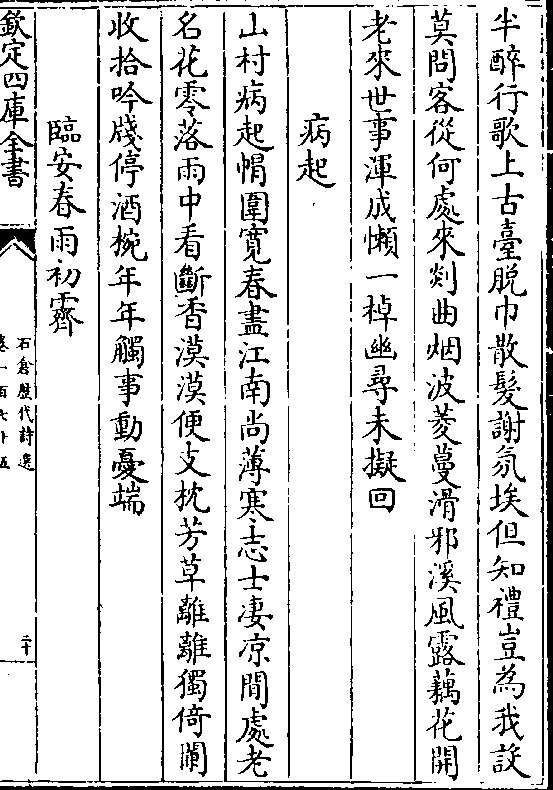 半醉行歌上古臺脱巾散髮謝氛埃但知禮豈為我設
莫問客從何處來剡曲烟波菱蔓滑邪溪風露藕花開
老來世事渾成懶一棹幽尋未擬回
病起
山村病起㡌圍寛春盡江南尚薄寒志士凄凉閒處老
名花零落雨中看斷香漠漠便支枕芳草離離獨倚闌
收拾吟牋停酒椀年年觸事動憂端
臨安春雨初霽
欽定四庫全書
石倉歴代詩選
卷一百六十五
二十